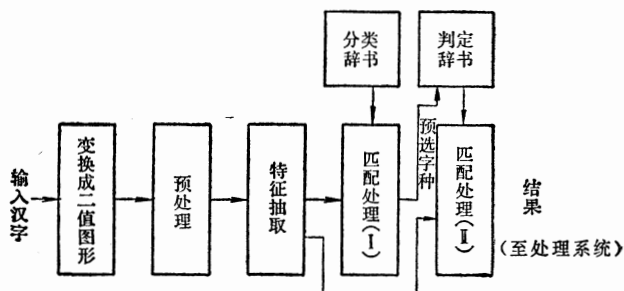 分类
辞书
判定
辞书
输入汉字
变换成二值图形
预处理
特征抽取
匹配处理(Ⅰ)
预选字种
匹配处理(Ⅱ)
结果
(至处理系统)